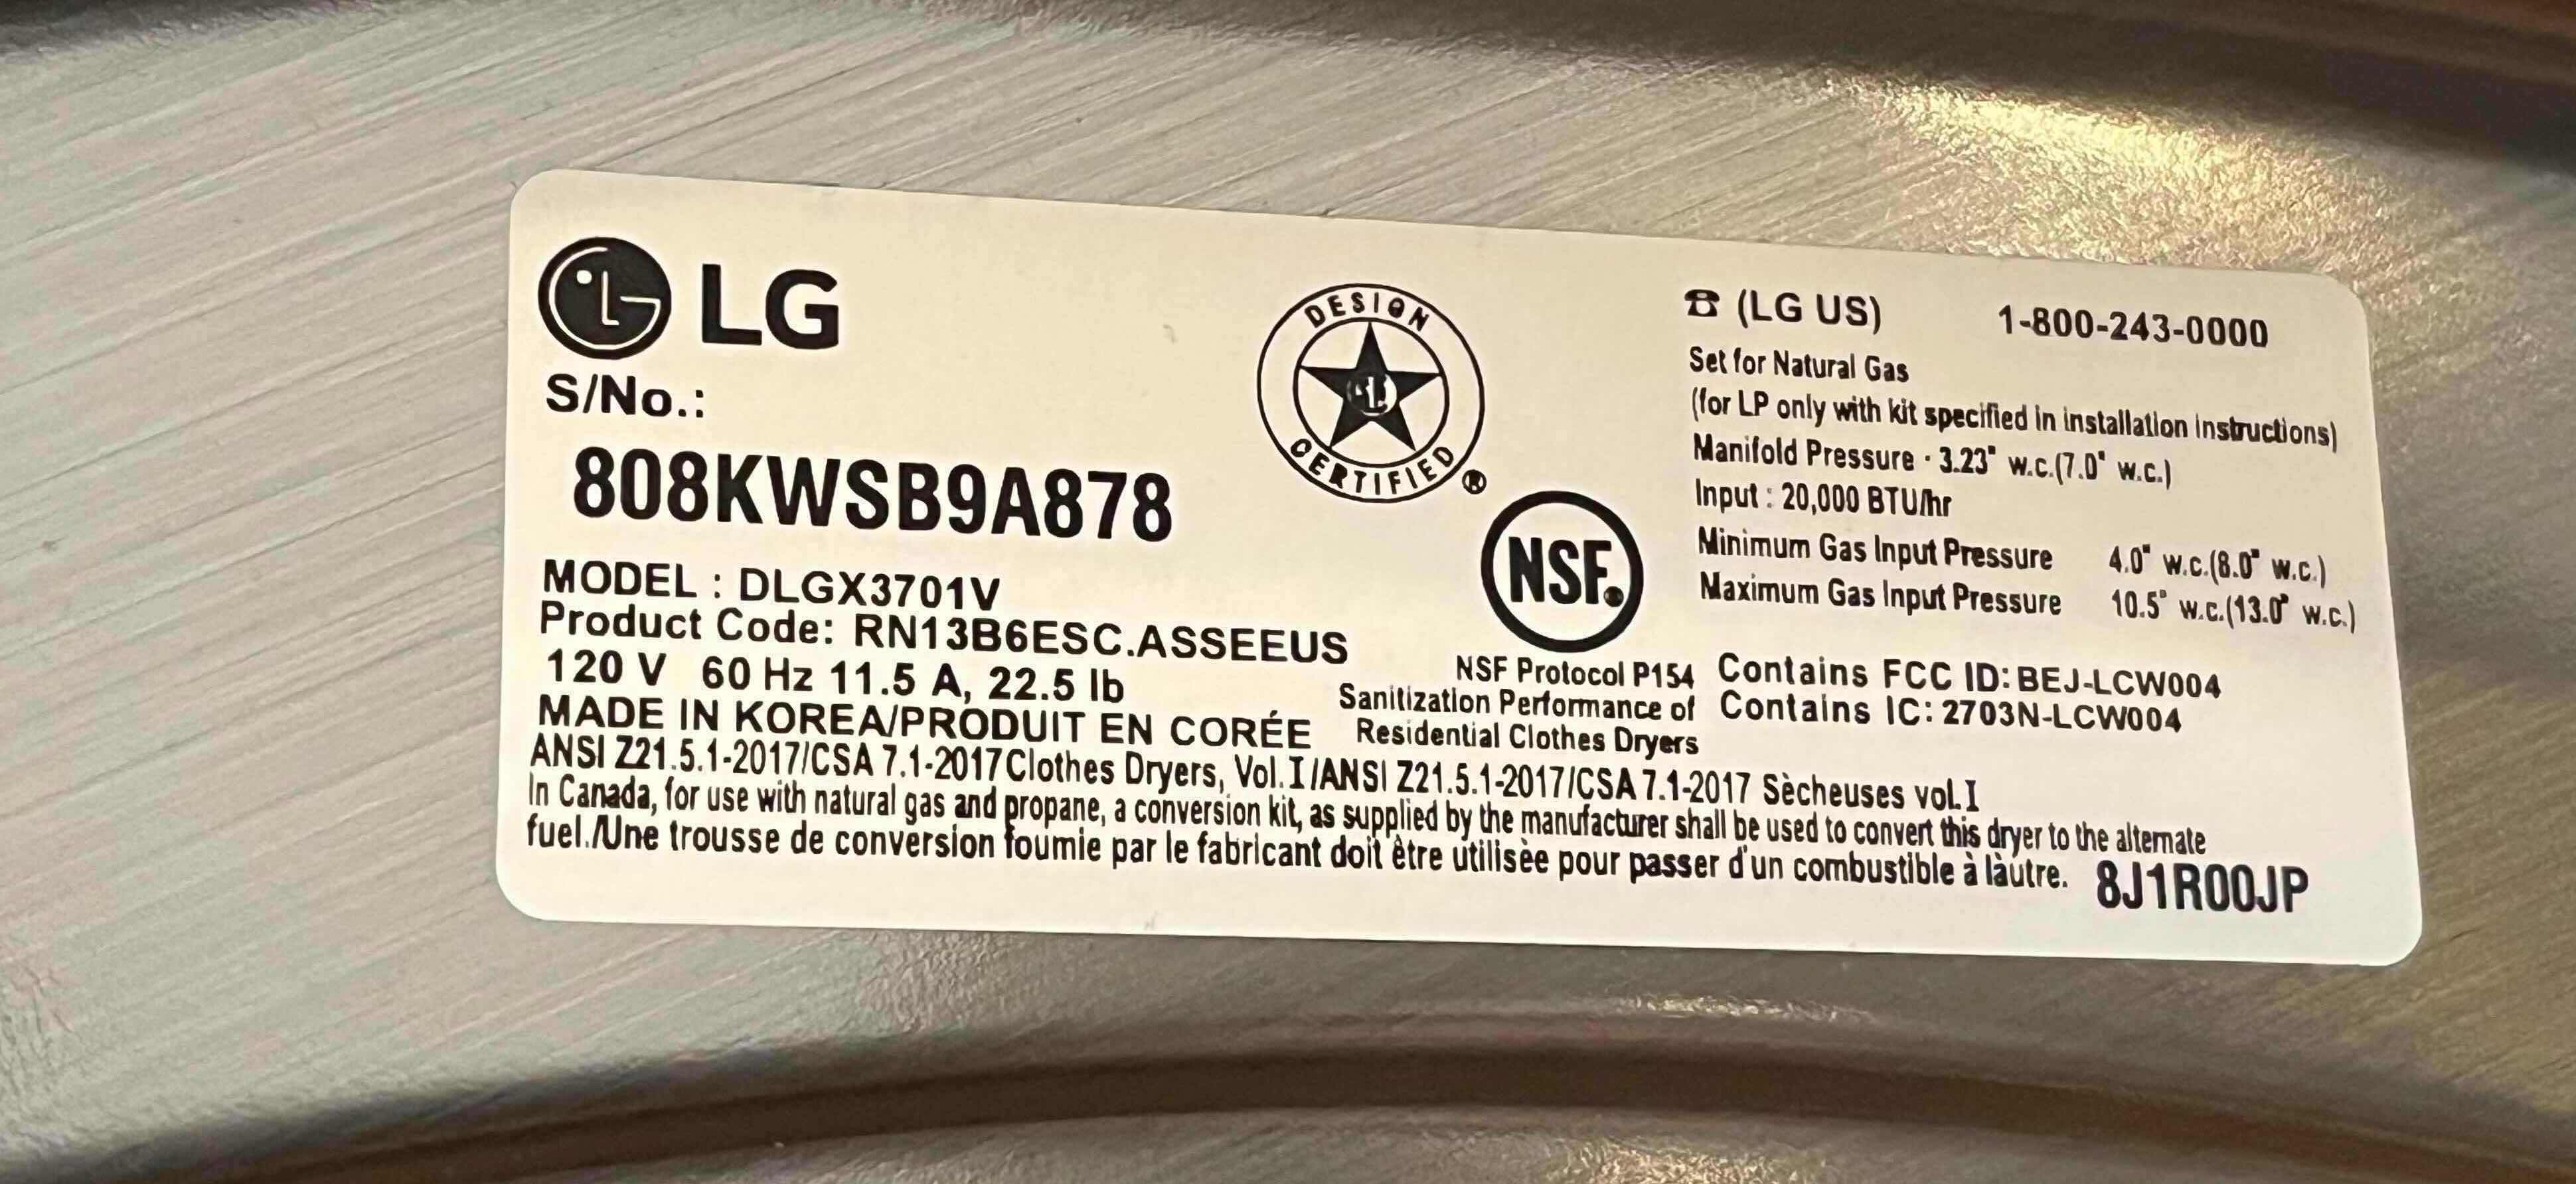 LG
S/No.:
808KWSB9A878
MODEL : DLGX3701V
Product Code: RN13B6ESC.ASSEEUS
120 V 60 Hz 11.5 A, 22.5 lb
MADE IN KOREA/PRODUIT EN CORÉE
DESIGN
CERTIFIED ®
NSF.
NSF Protocol P154
Sanitization Performance of
Residential Clothes Dryers
☎ (LG US) 1-800-243-0000
Set for Natural Gas
(for LP only with kit specified in installation instructions)
Manifold Pressure · 3.23" w.c.(7.0" w.c.)
Input : 20,000 BTU/hr
Minimum Gas Input Pressure 4.0" w.c.(8.0" w.c.)
Maximum Gas Input Pressure 10.5" w.c.(13.0" w.c.)
Contains FCC ID: BEJ-LCW004
Contains IC: 2703N-LCW004
ANSI Z21.5.1-2017/CSA 7.1-2017 Clothes Dryers, Vol. I /ANSI Z21.5.1-2017/CSA 7.1-2017 Sècheuses vol. I
In Canada, for use with natural gas and propane, a conversion kit, as supplied by the manufacturer shall be used to convert this dryer to the alternate
fuel./Une trousse de conversion foumie par le fabricant doit être utilisèe pour passer d'un combustible à làutre. 8J1R00JP